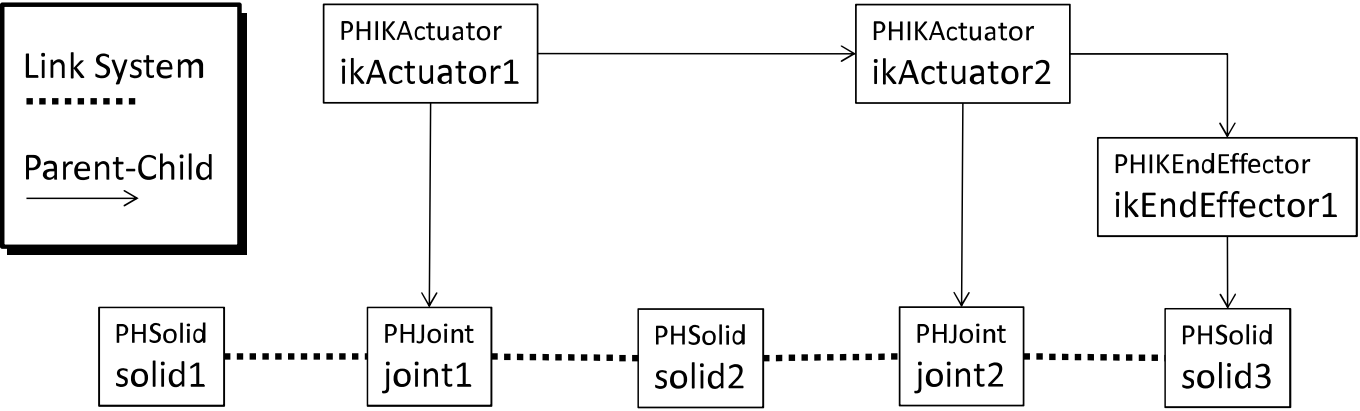 Link System
Parent-Child
PHIKActuator
ikActuator1
PHIKActuator
ikActuator2
PHIKEndEffector
ikEndEffector1
PHSolid
solid1
PHJoint
joint1
PHSolid
solid2
PHJoint
joint2
PHSolid
solid3